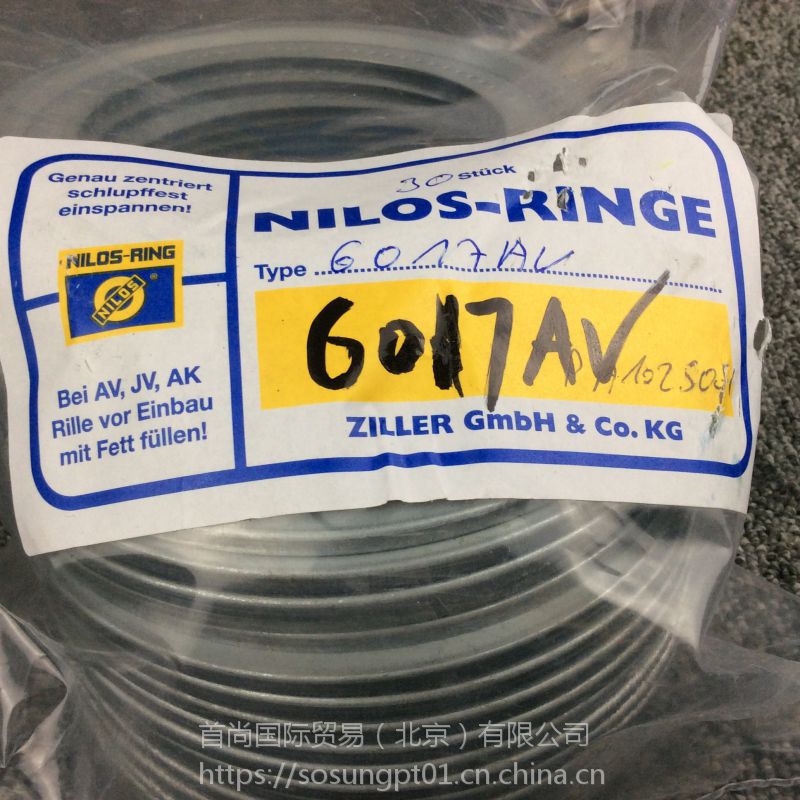 Genau zentriert
schlupffest
einspannen!
NILOS-RING
NILOS
®
Bei AV, JV, AK
Rille vor Einbau
mit Fett füllen!
30 Stück
NILOS-RINGE
Type 6017AV
6017AV
ZILLER GmbH & Co. KG
首尚国际贸易（北京）有限公司
https://sosungpt01.cn.china.cn